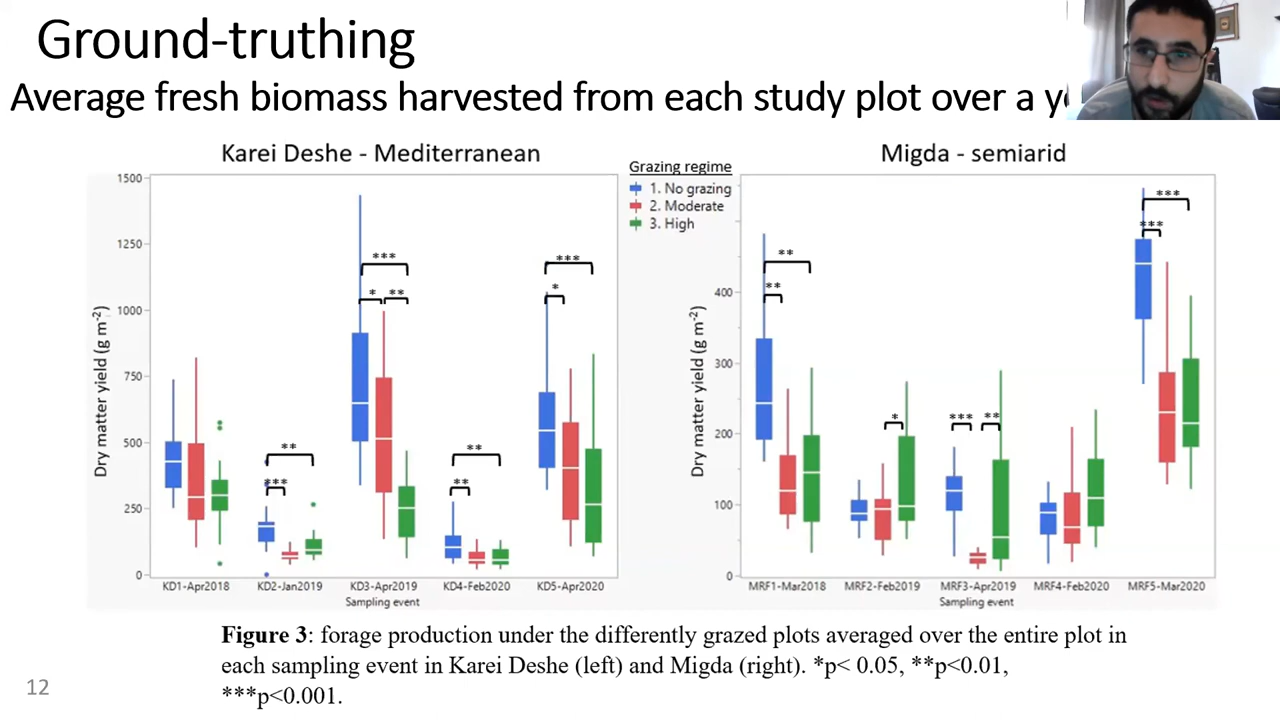 Ground-truthing
Average fresh biomass harvested from each study plot over a
Karei Deshe - Mediterranean
Migda - semiarid
Grazing regime
1. No grazing
2. Moderate
3. High
Dry matter yield (g m-2)
1500
1250
1000
750
500
250
0
***
* **
**
***
**
**
***
*
KD1-Apr2018 KD2-Jan2019 KD3-Apr2019 KD4-Feb2020 KD5-Apr2020
Sampling event
Dry matter yield (g m-2)
400
300
200
100
0
**
**
*
*** **
***
***
MRF1-Mar2018 MRF2-Feb2019 MRF3-Apr2019 MRF4-Feb2020 MRF5-Mar2020
Sampling event
Figure 3: forage production under the differently grazed plots averaged over the entire plot in
each sampling event in Karei Deshe (left) and Migda (right). *p< 0.05, **p<0.01,
***p<0.001.
12